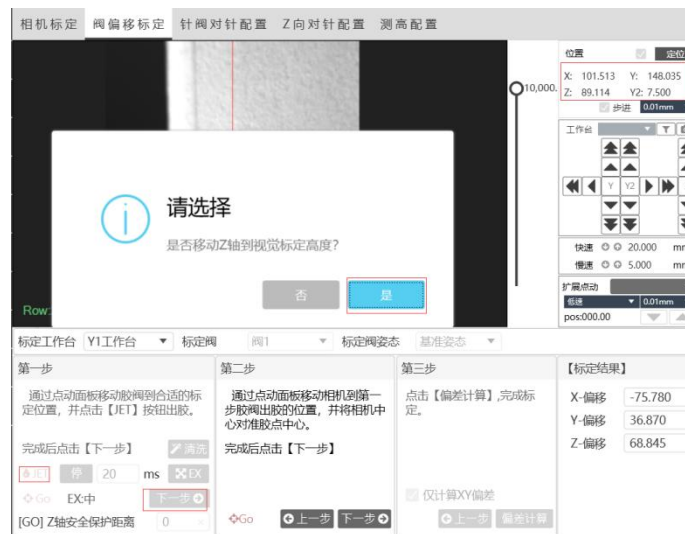 相机标定 阀偏移标定 针阀对针配置 Z向对针配置 测高配置
位置 定位
X: 101.513 Y: 148.035
Z: 89.114 Y2: 7.500
步进 0.01mm
10,000.
工作台
Y Y2
快速 20.000 mm
慢速 5.000 mm
扩展点动
低速 0.01mm
pos:000.00
请选择
是否移动Z轴到视觉标定高度?
否 是
Row:
标定工作台 Y1工作台 标定阀 阀1 标定阀姿态 基准姿态
第一步
通过点动面板移动胶阀到合适的标
定位置，并点击【JET】按钮出胶。
完成后点击【下一步】 清洗
JET 停 20 ms EX
Go EX:中 下一步
[GO] Z轴安全保护距离 0
第二步
通过点动面板移动相机到第一
步胶阀出胶的位置，并将相机中
心对准胶点中心。
完成后点击【下一步】
Go 上一步 下一步
第三步
点击【偏差计算】,完成标
定。
仅计算XY偏差
上一步 偏差计算
【标定结果】
X-偏移 -75.780
Y-偏移 36.870
Z-偏移 68.845